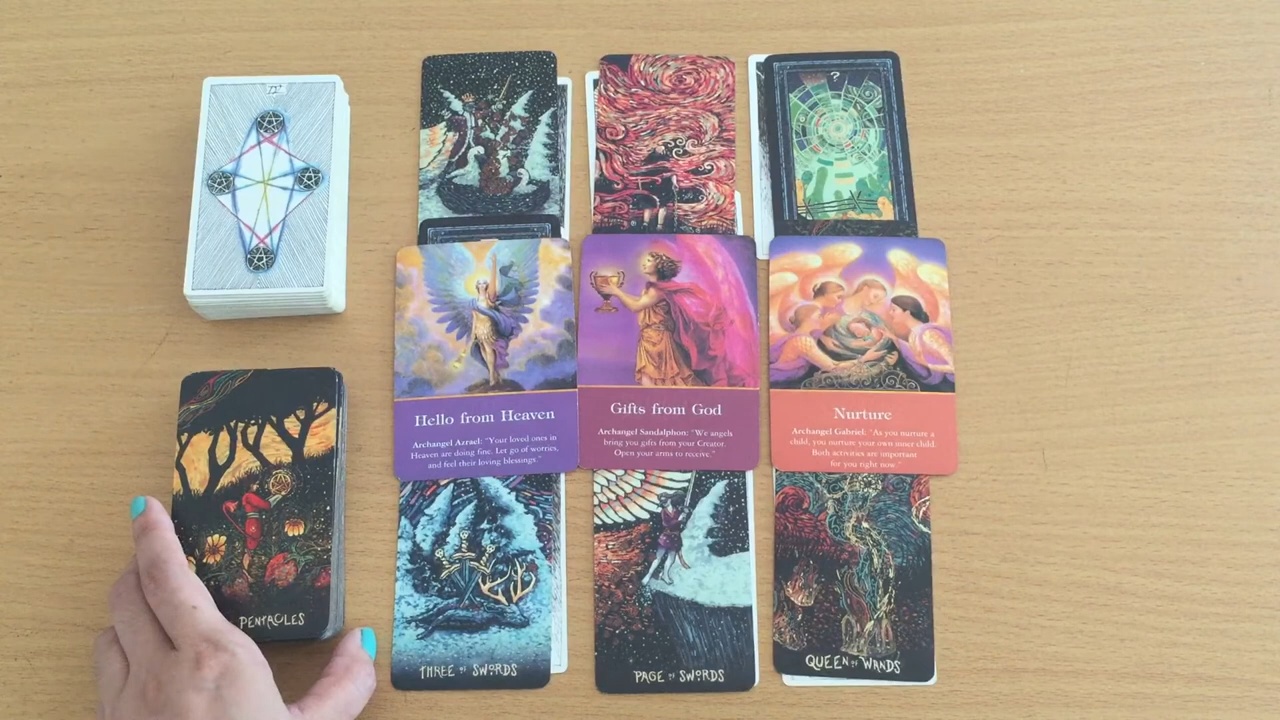 ?
Hello from Heaven
Archangel Azrael: "Your loved ones in
Heaven are doing fine. Let go of worries,
and feel their loving blessings."
Gifts from God
Archangel Sandalphon: "We angels
bring you gifts from your Creator.
Open your arms to receive."
Nurture
Archangel Gabriel: "As you nurture a
child, you nurture your own inner child.
Both activities are important
for you right now."
PENTACLES
THREE of SWORDS
PAGE of SWORDS
QUEEN of WANDS